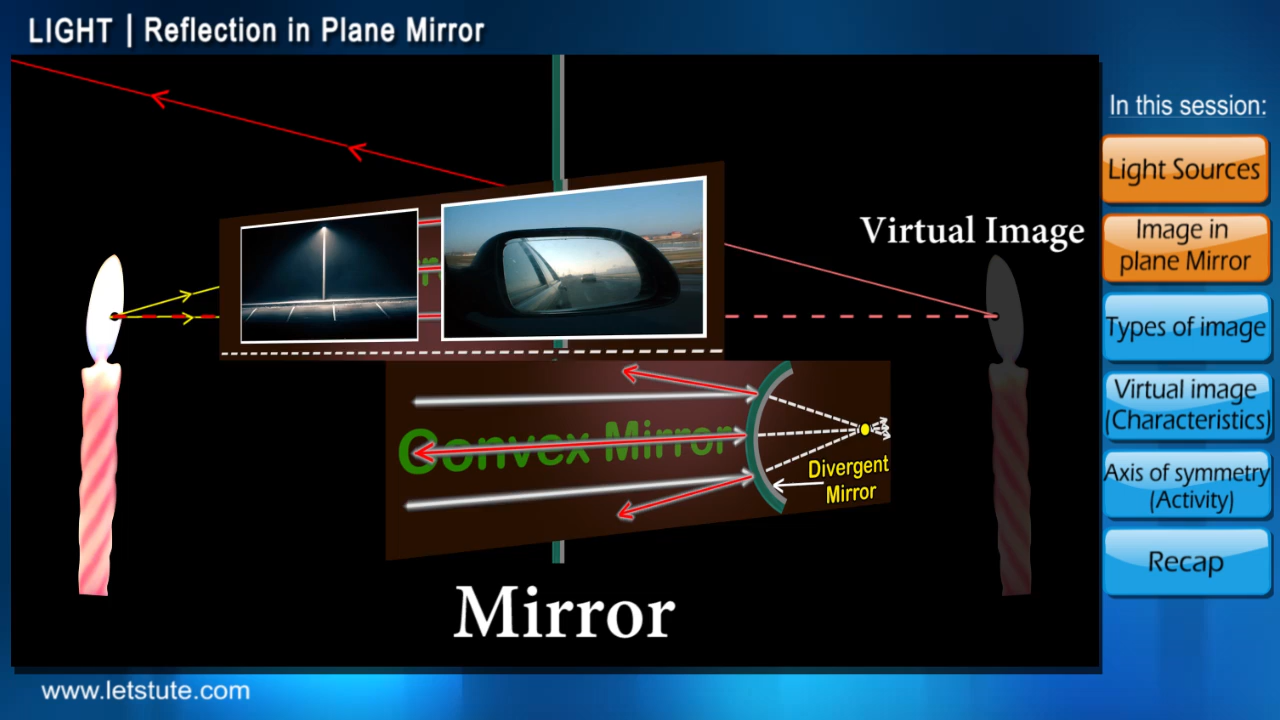 LIGHT | Reflection in Plane Mirror
In this session:
Light Sources
Image in
plane Mirror
Types of image
Virtual image
(Characteristics)
Axis of symmetry
(Activity)
Recap
Virtual Image
Convex Mirror
Divergent
Mirror
Mirror
www.letstute.com